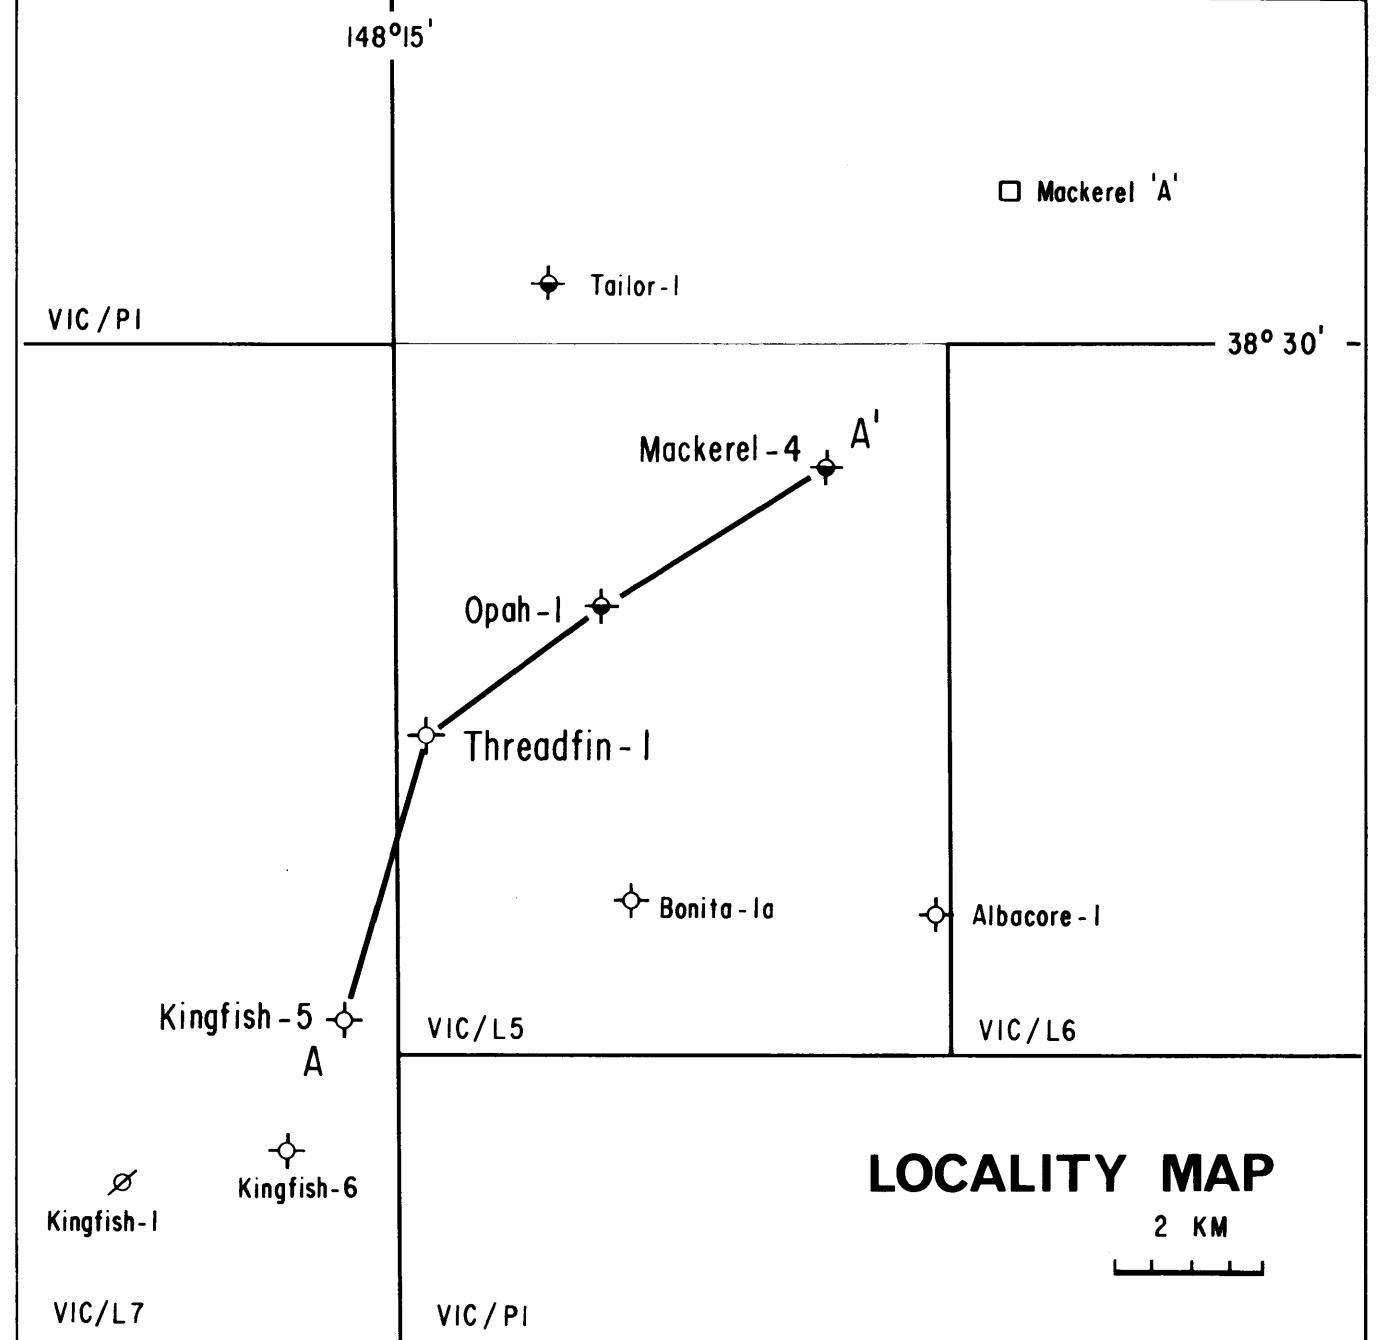 148°15'
Mackerel 'A'
Tailor-1
VIC/P1
38° 30'
A'
Mackerel-4
Opah-1
Threadfin-1
Bonita-1a
Albacore-1
Kingfish-5
VIC/L5
VIC/L6
A
Kingfish-6
LOCALITY MAP
Kingfish-1
2 KM
VIC/L7
VIC/P1